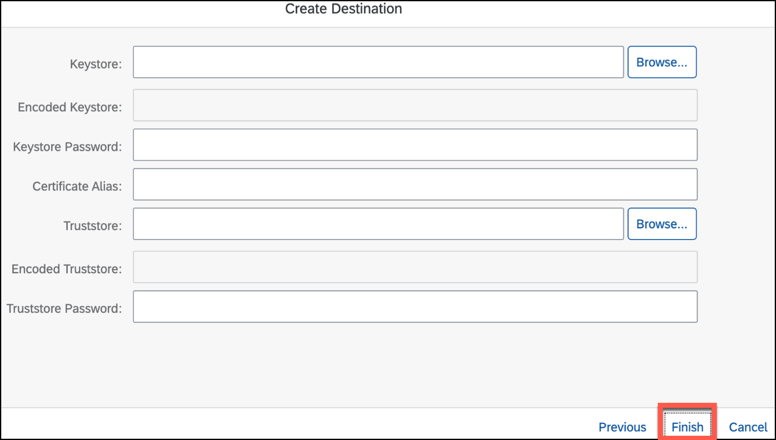 Create Destination
Keystore:
Browse...
Encoded Keystore:
Keystore Password:
Certificate Alias:
Truststore:
Browse...
Encoded Truststore:
Truststore Password:
Previous Finish Cancel